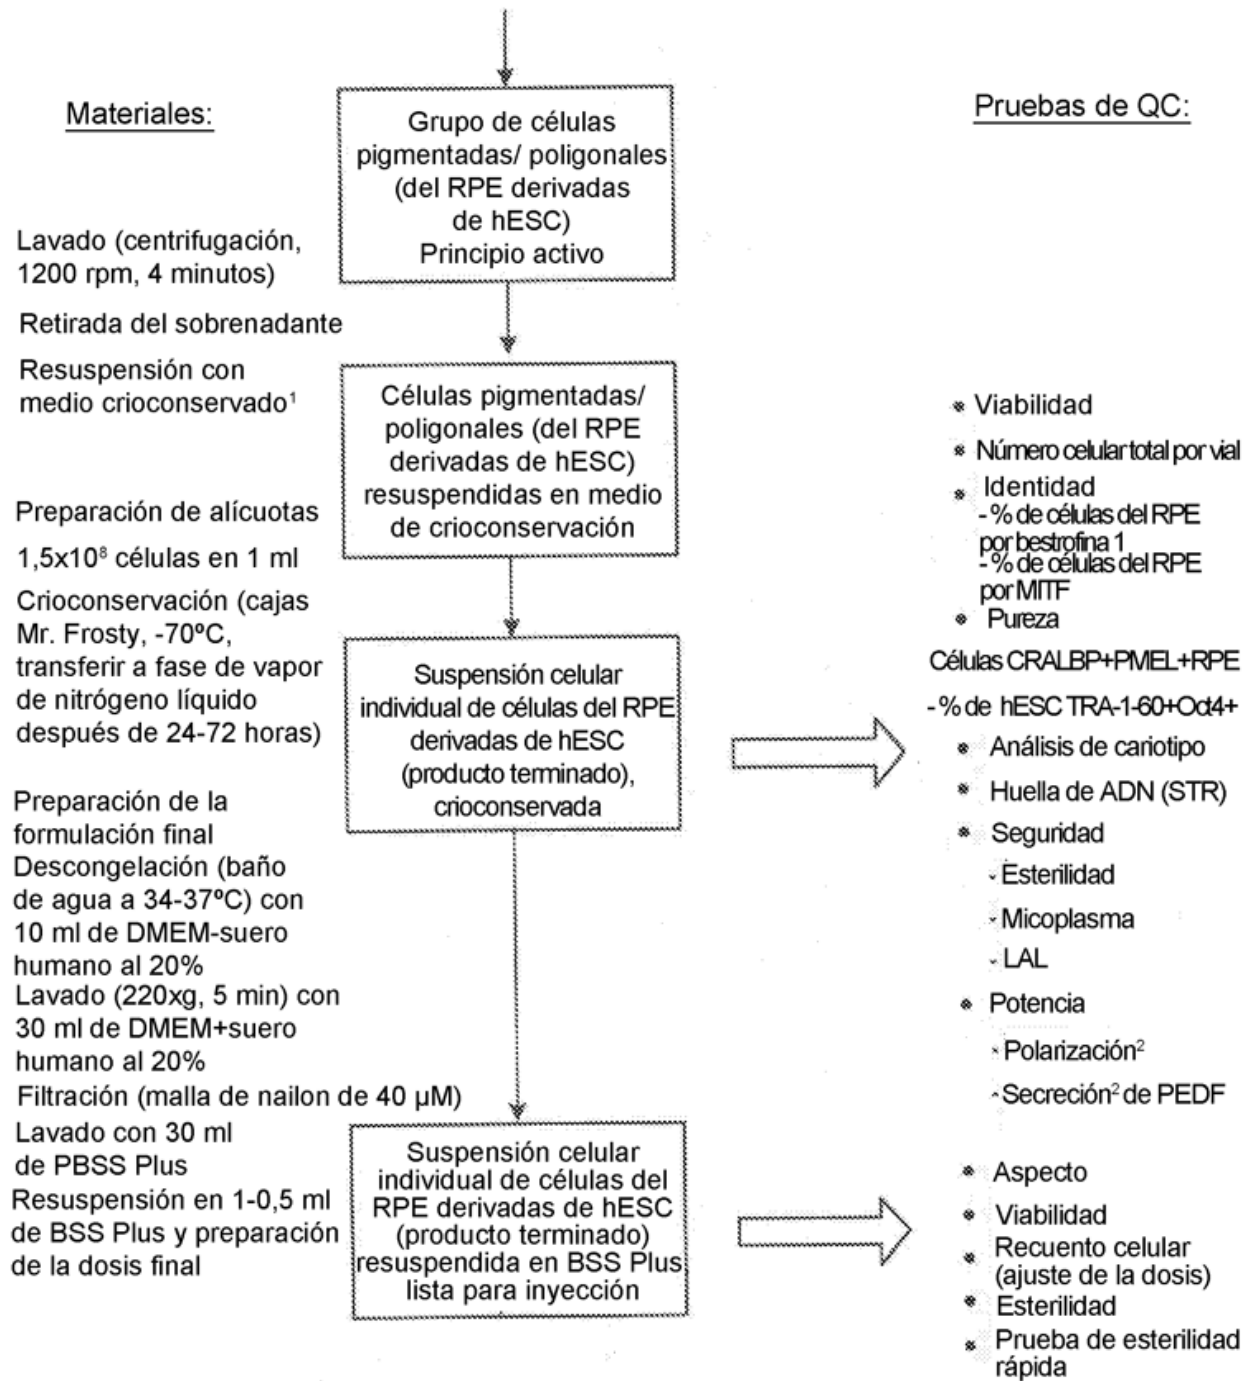 Materiales:
Lavado (centrifugación,
1200 rpm, 4 minutos)
Retirada del sobrenadante
Resuspensión con
medio crioconservado¹
Preparación de alícuotas
1,5x10⁸ células en 1 ml
Crioconservación (cajas
Mr. Frosty, -70ºC,
transferir a fase de vapor
de nitrógeno líquido
después de 24-72 horas)
Preparación de la
formulación final
Descongelación (baño
de agua a 34-37ºC) con
10 ml de DMEM-suero
humano al 20%
Lavado (220xg, 5 min) con
30 ml de DMEM+suero
humano al 20%
Filtración (malla de nailon de 40 µM)
Lavado con 30 ml
de PBSS Plus
Resuspensión en 1-0,5 ml
de BSS Plus y preparación
de la dosis final
Grupo de células
pigmentadas/ poligonales
(del RPE derivadas
de hESC)
Principio activo
Células pigmentadas/
poligonales (del RPE
derivadas de hESC)
resuspendidas en medio
de crioconservación
Suspensión celular
individual de células del RPE
derivadas de hESC
(producto terminado),
crioconservada
Suspensión celular
individual de células del
RPE derivadas de hESC
(producto terminado)
resuspendida en BSS Plus
lista para inyección
Pruebas de QC:
Viabilidad
Número celular total por vial
Identidad
- % de células del RPE
por bestrofina 1
- % de células del RPE
por MITF
Pureza
Células CRALBP+PMEL+RPE
- % de hESC TRA-1-60+Oct4+
Análisis de cariotipo
Huella de ADN (STR)
Seguridad
- Esterilidad
- Micoplasma
- LAL
Potencia
- Polarización²
- Secreción² de PEDF
Aspecto
Viabilidad
Recuento celular
(ajuste de la dosis)
Esterilidad
Prueba de esterilidad
rápida